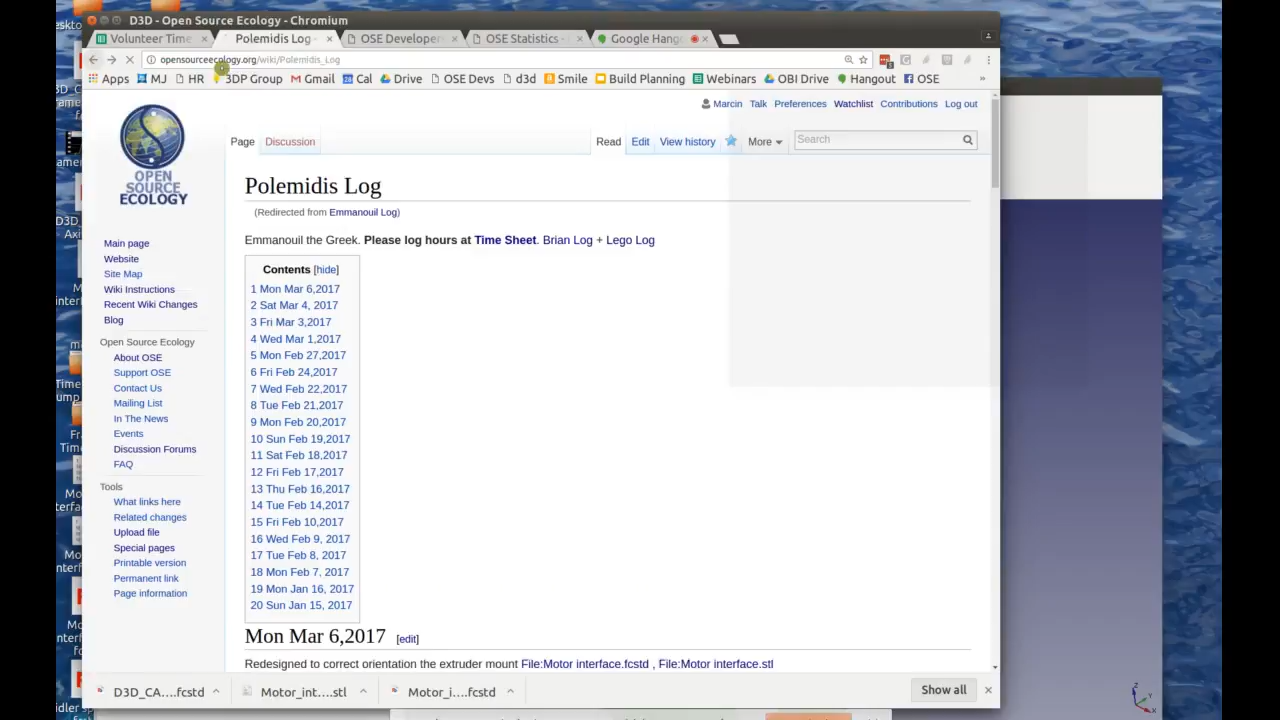 D3D - Open Source Ecology - Chromium
Volunteer Time
Polemidis Log -
OSE Developer
OSE Statistics -
Google Hang
opensourceecology.org/wiki/Polemidis_Log
Apps MJ HR 3DP Group Gmail Cal Drive OSE Devs d3d Smile Build Planning Webinars OBI Drive Hangout OSE »
Marcin Talk Preferences Watchlist Contributions Log out
Page Discussion Read Edit View history More Search
OPEN
SOURCE
ECOLOGY
Main page
Website
Site Map
Wiki Instructions
Recent Wiki Changes
Blog
Open Source Ecology
About OSE
Support OSE
Contact Us
Mailing List
In The News
Events
Discussion Forums
FAQ
Tools
What links here
Related changes
Upload file
Special pages
Printable version
Permanent link
Page information
Polemidis Log
(Redirected from Emmanouil Log)
Emmanouil the Greek. Please log hours at Time Sheet. Brian Log + Lego Log
Contents [hide]
1 Mon Mar 6,2017
2 Sat Mar 4, 2017
3 Fri Mar 3,2017
4 Wed Mar 1,2017
5 Mon Feb 27,2017
6 Fri Feb 24,2017
7 Wed Feb 22,2017
8 Tue Feb 21,2017
9 Mon Feb 20,2017
10 Sun Feb 19,2017
11 Sat Feb 18,2017
12 Fri Feb 17,2017
13 Thu Feb 16,2017
14 Tue Feb 14,2017
15 Fri Feb 10,2017
16 Wed Feb 9, 2017
17 Tue Feb 8, 2017
18 Mon Feb 7, 2017
19 Mon Jan 16, 2017
20 Sun Jan 15, 2017
Mon Mar 6,2017 [edit]
Redesigned to correct orientation the extruder mount File:Motor interface.fcstd , File:Motor interface.stl
D3D_CA....fcstd
Motor_int....stl
Motor_i....fcstd
Show all
Z
Y
X